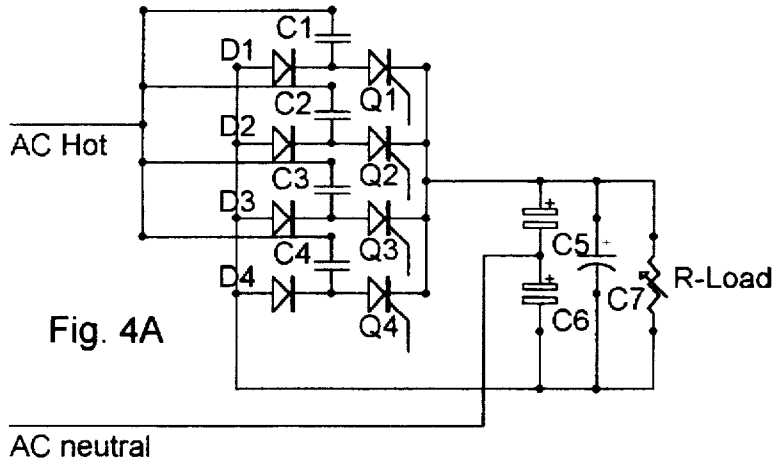 C1
D1
Q1
C2
AC Hot
D2
Q2
C3
D3
Q3
C4
C5
R-Load
D4
C7
C6
Q4
Fig. 4A
AC neutral